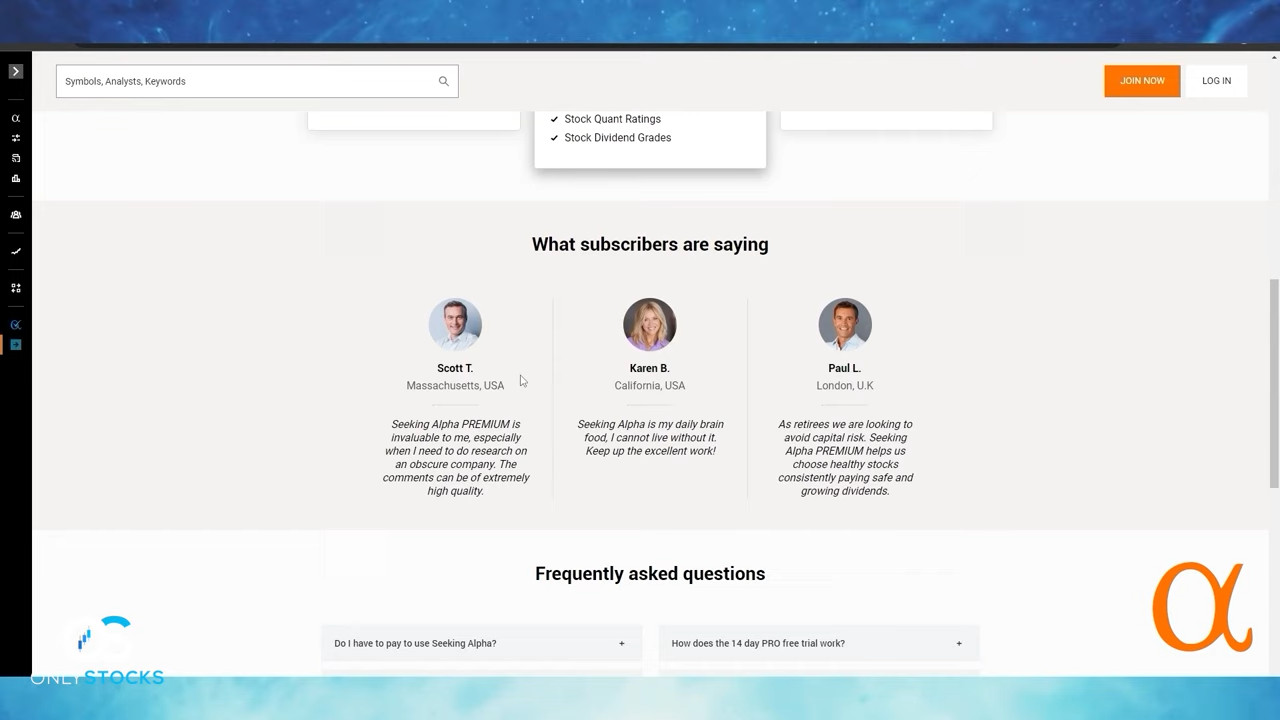 Symbols, Analysts, Keywords
JOIN NOW
LOG IN
Stock Quant Ratings
Stock Dividend Grades
What subscribers are saying
Scott T.
Massachusetts, USA
Seeking Alpha PREMIUM is
invaluable to me, especially
when I need to do research on
an obscure company. The
comments can be of extremely
high quality.
Karen B.
California, USA
Seeking Alpha is my daily brain
food, I cannot live without it.
Keep up the excellent work!
Paul L.
London, U.K
As retirees we are looking to
avoid capital risk. Seeking
Alpha PREMIUM helps us
choose healthy stocks
consistently paying safe and
growing dividends.
Frequently asked questions
Do I have to pay to use Seeking Alpha? +
How does the 14 day PRO free trial work? +
α
ONLYSTOCKS